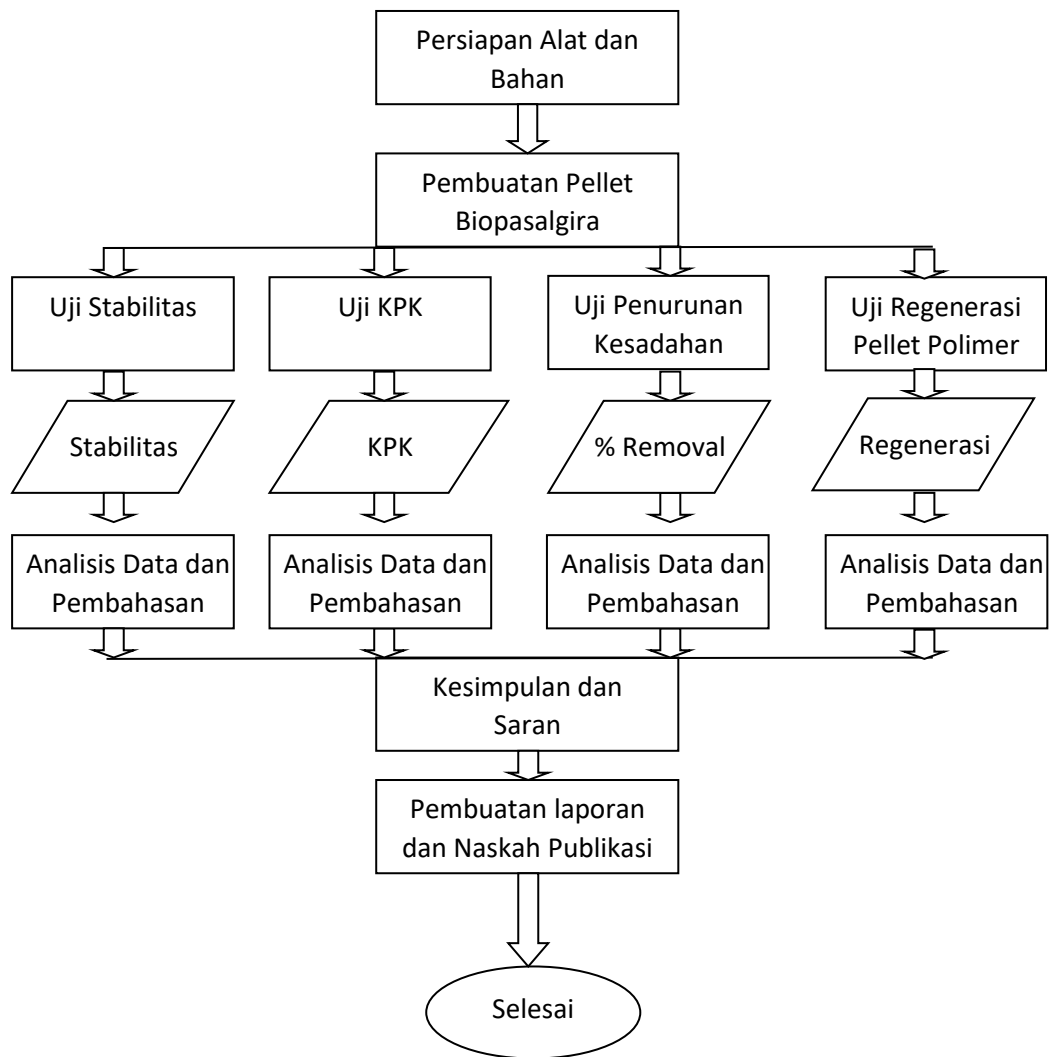 Persiapan Alat dan
Bahan
Pembuatan Pellet
Biopasalgira
Uji Stabilitas
Uji KPK
Uji Penurunan
Kesadahan
Uji Regenerasi
Pellet Polimer
Stabilitas
KPK
% Removal
Regenerasi
Analisis Data dan
Pembahasan
Analisis Data dan
Pembahasan
Analisis Data dan
Pembahasan
Analisis Data dan
Pembahasan
Kesimpulan dan
Saran
Pembuatan laporan
dan Naskah Publikasi
Selesai